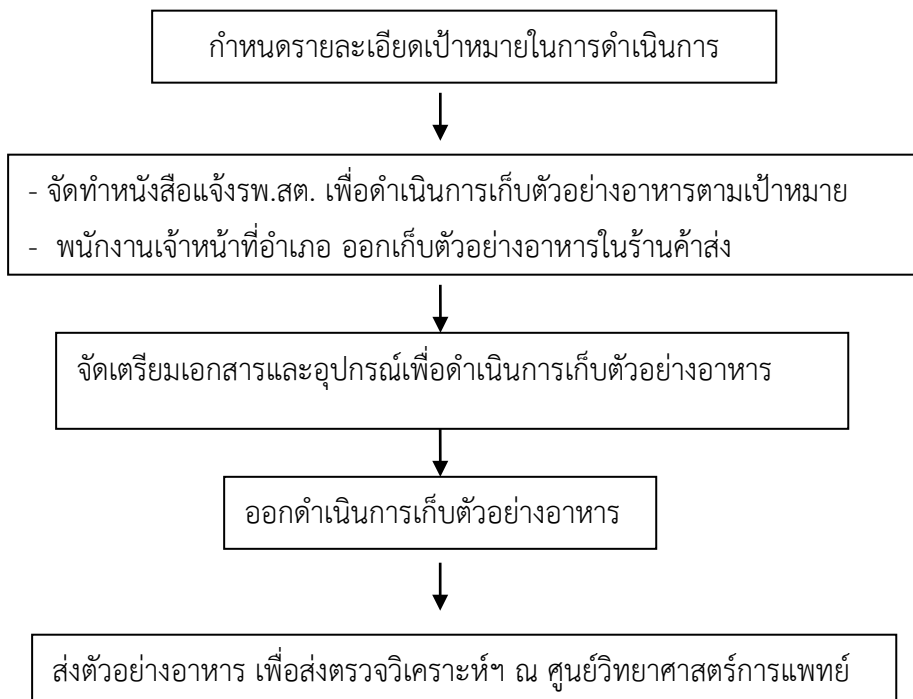 กำหนดรายละเอียดเป้าหมายในการดำเนินการ
- จัดทำหนังสือแจ้งรพ.สต. เพื่อดำเนินการเก็บตัวอย่างอาหารตามเป้าหมาย
- พนักงานเจ้าหน้าที่อำเภอ ออกเก็บตัวอย่างอาหารในร้านค้าส่ง
จัดเตรียมเอกสารและอุปกรณ์เพื่อดำเนินการเก็บตัวอย่างอาหาร
ออกดำเนินการเก็บตัวอย่างอาหาร
ส่งตัวอย่างอาหาร เพื่อส่งตรวจวิเคราะห์ฯ ณ ศูนย์วิทยาศาสตร์การแพทย์